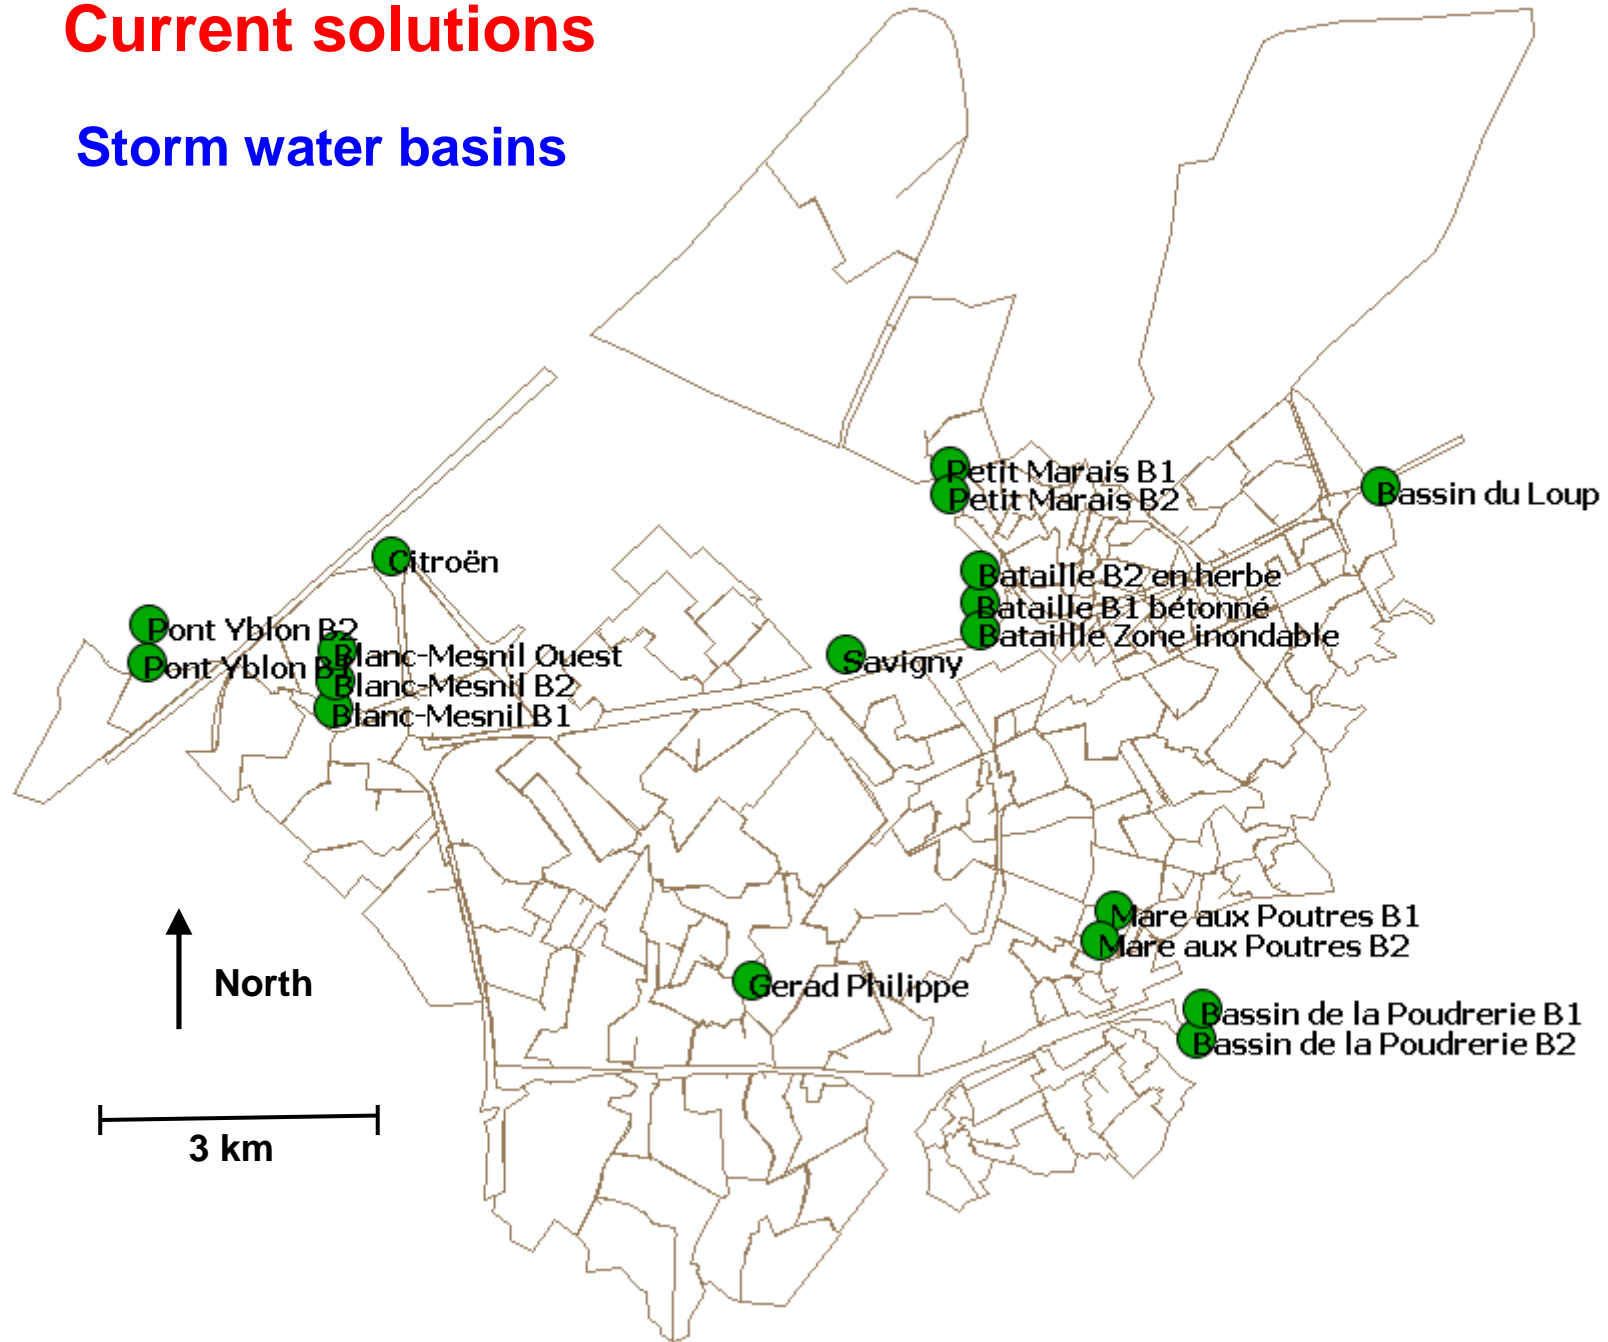 Current solutions
Storm water basins
Petit Marais B1
Petit Marais B2
Bassin du Loup
Citroën
Bataille B2 en herbe
Bataille B1 bétonné
Bataillle Zone inondable
Pont Yblon B2
Pont Yblon B1
Blanc-Mesnil Ouest
Blanc-Mesnil B2
Blanc-Mesnil B1
Savigny
Mare aux Poutres B1
Mare aux Poutres B2
Gerad Philippe
Bassin de la Poudrerie B1
Bassin de la Poudrerie B2
North
3 km